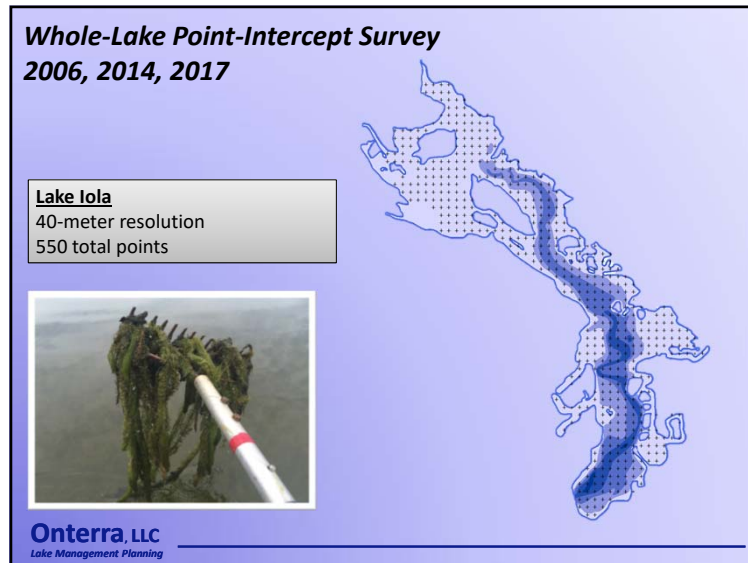 Whole-Lake Point-Intercept Survey
2006, 2014, 2017
Lake Iola
40-meter resolution
550 total points
Onterra, LLC
Lake Management Planning